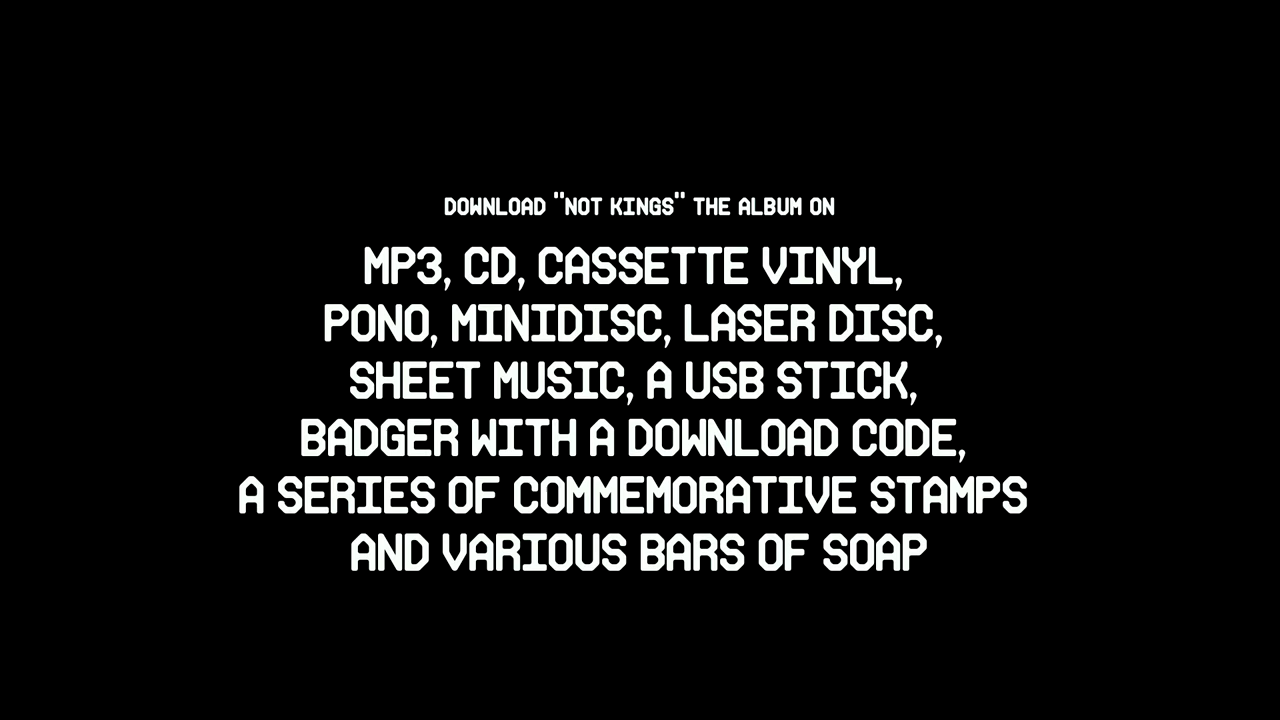 DOWNLOAD "NOT KINGS" THE ALBUM ON
MP3, CD, CASSETTE VINYL,
PONO, MINIDISC, LASER DISC,
SHEET MUSIC, A USB STICK,
BADGER WITH A DOWNLOAD CODE,
A SERIES OF COMMEMORATIVE STAMPS
AND VARIOUS BARS OF SOAP